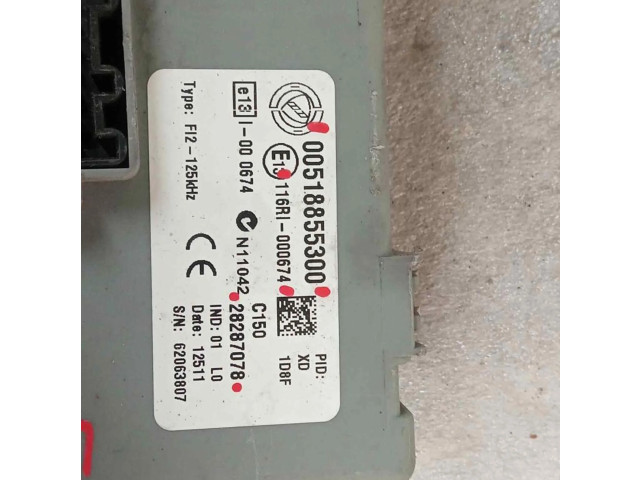 00518855300
PID:
E13 116RI-000674
XD
1D8F
e13 I-00 0674
N11042
C150
28287078
Type: FI2-125kHz
CE
IND: 01 L0
Date: 12511
S/N: 62063807